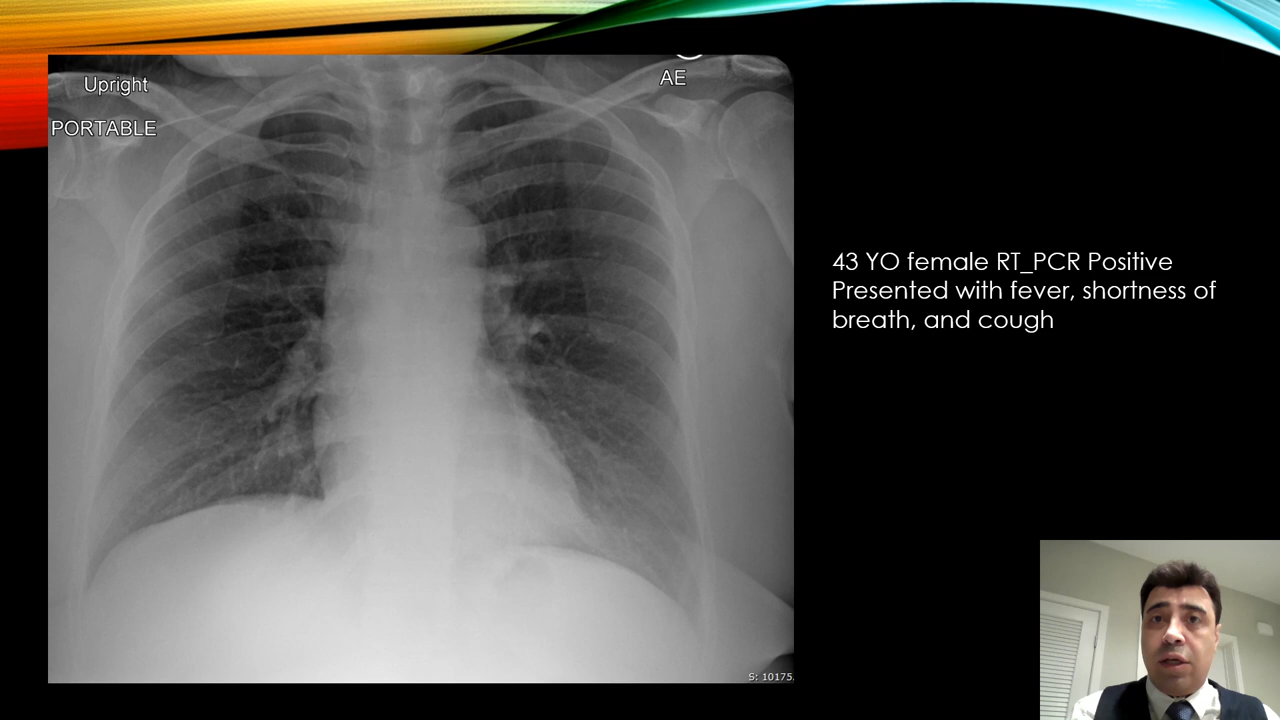 Upright
AE
PORTABLE
43 YO female RT_PCR Positive
Presented with fever, shortness of
breath, and cough
S: 10175